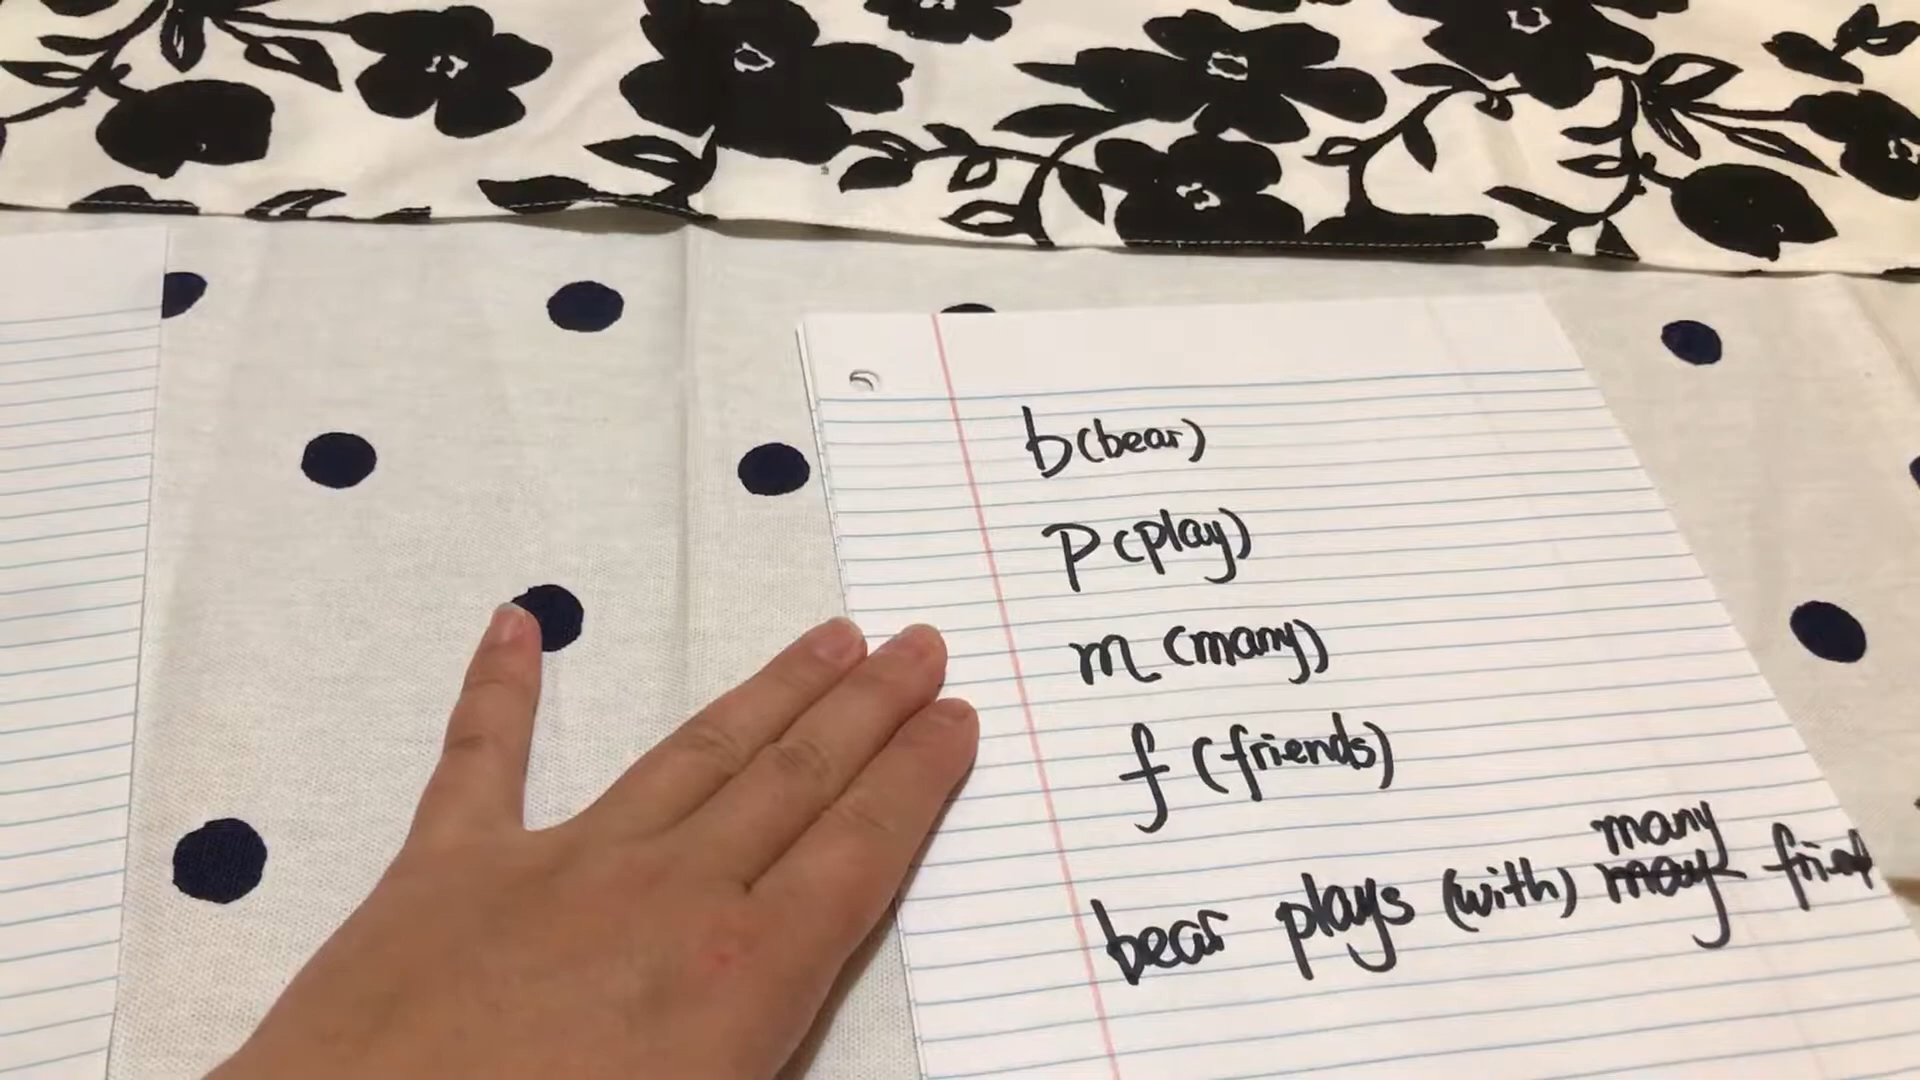 b (bear)
p (play)
m (many)
f (friends)
many
bear plays (with) may